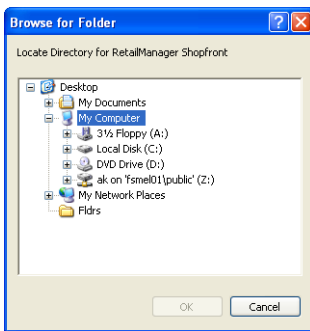 Browse for Folder
Locate Directory for RetailManager Shopfront
Desktop
My Documents
My Computer
3½ Floppy (A:)
Local Disk (C:)
DVD Drive (D:)
ak on 'fsmel01\public' (Z:)
My Network Places
Fldrs
OK
Cancel